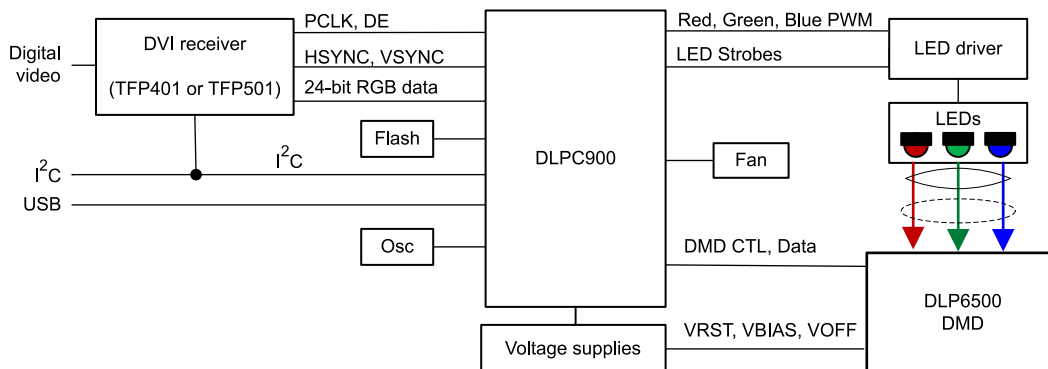 Digital
video
DVI receiver
(TFP401 or TFP501)
PCLK, DE
HSYNC, VSYNC
24-bit RGB data
Flash
I²C
I²C
USB
Osc
DLPC900
Voltage supplies
Red, Green, Blue PWM
LED Strobes
LED driver
LEDs
Fan
DMD CTL, Data
VRST, VBIAS, VOFF
DLP6500
DMD